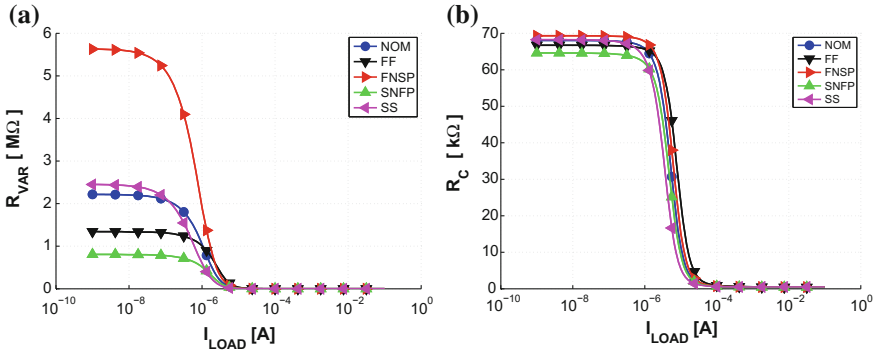 (a)
6
5
4
3
2
1
0
R_VAR [ MΩ ]
10^-10
10^-8
10^-6
10^-4
10^-2
10^0
I_LOAD [A]
NOM
FF
FNSP
SNFP
SS
(b)
70
60
50
40
30
20
10
0
R_C [ kΩ ]
10^-10
10^-8
10^-6
10^-4
10^-2
10^0
I_LOAD [A]
NOM
FF
FNSP
SNFP
SS